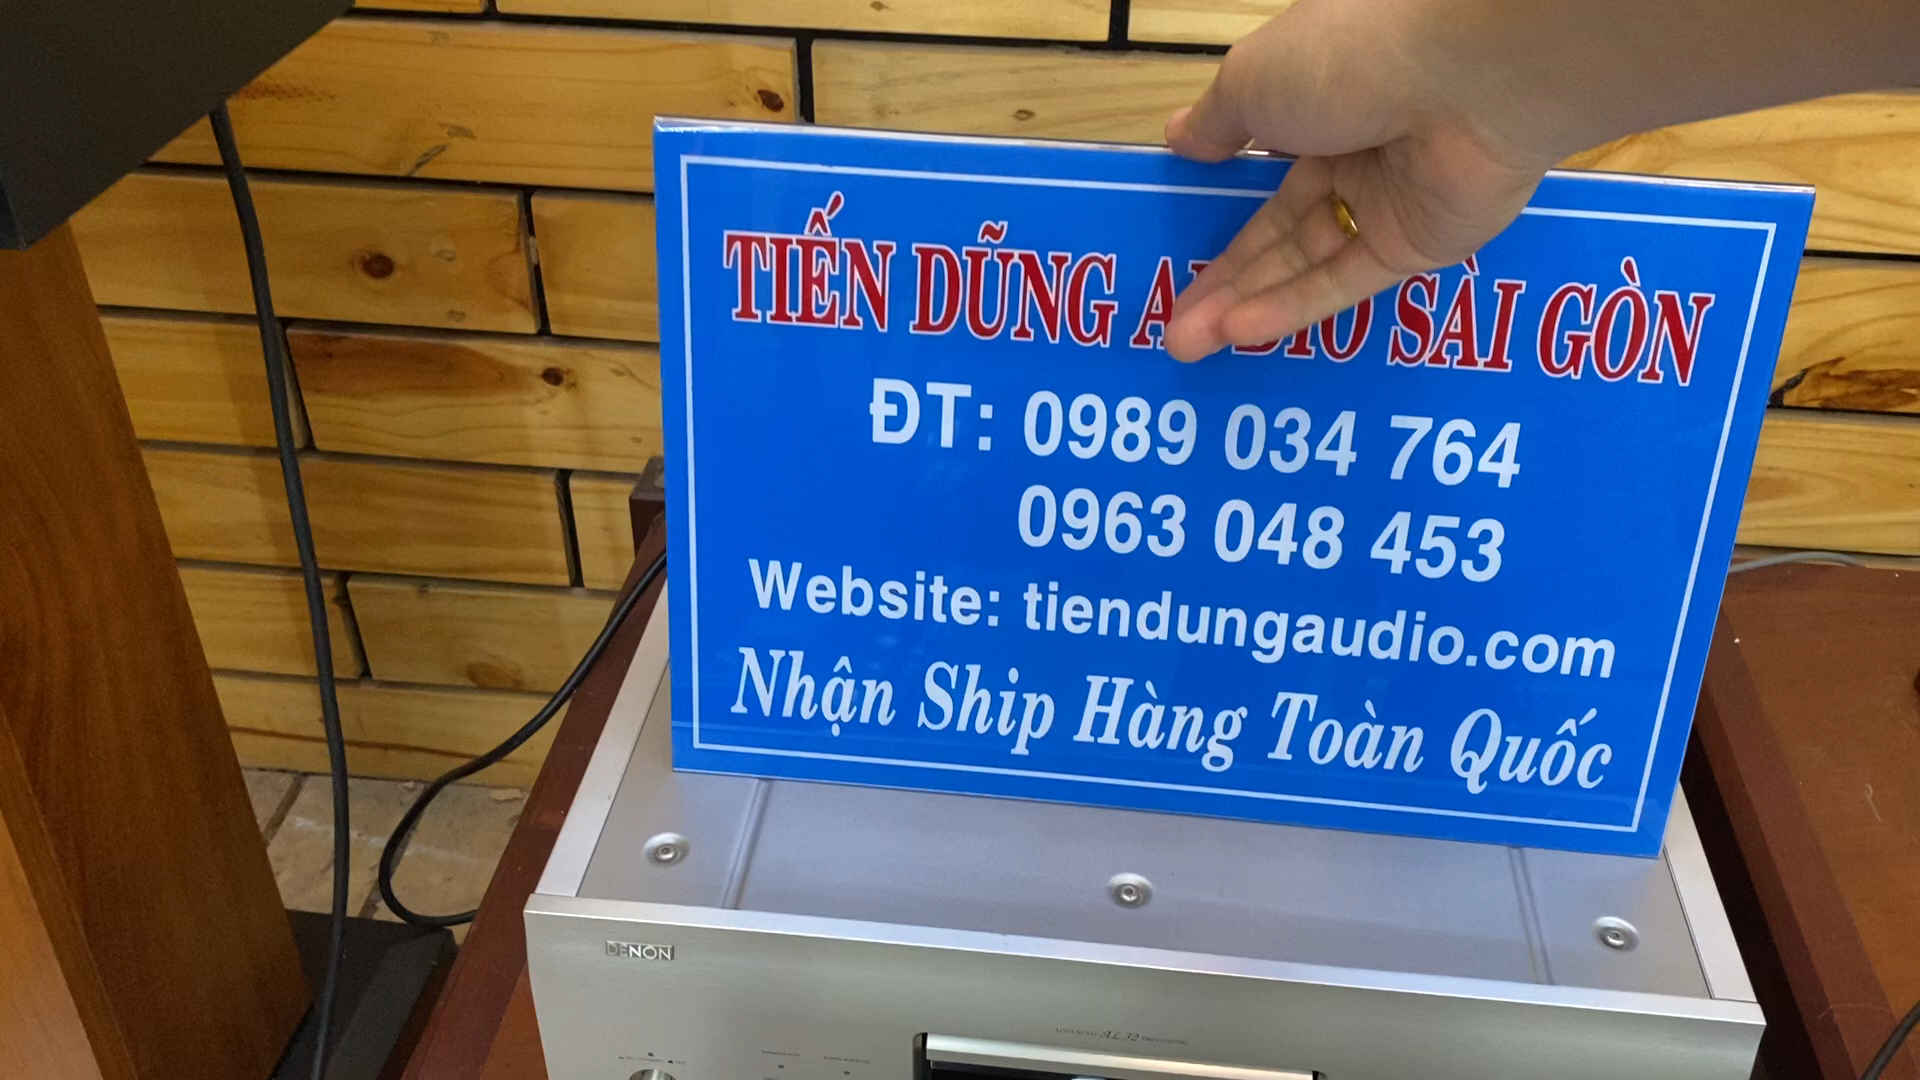 TIẾN DŨNG AUDIO SÀI GÒN
ĐT: 0989 034 764
0963 048 453
Website: tiendungaudio.com
Nhận Ship Hàng Toàn Quốc
DENON